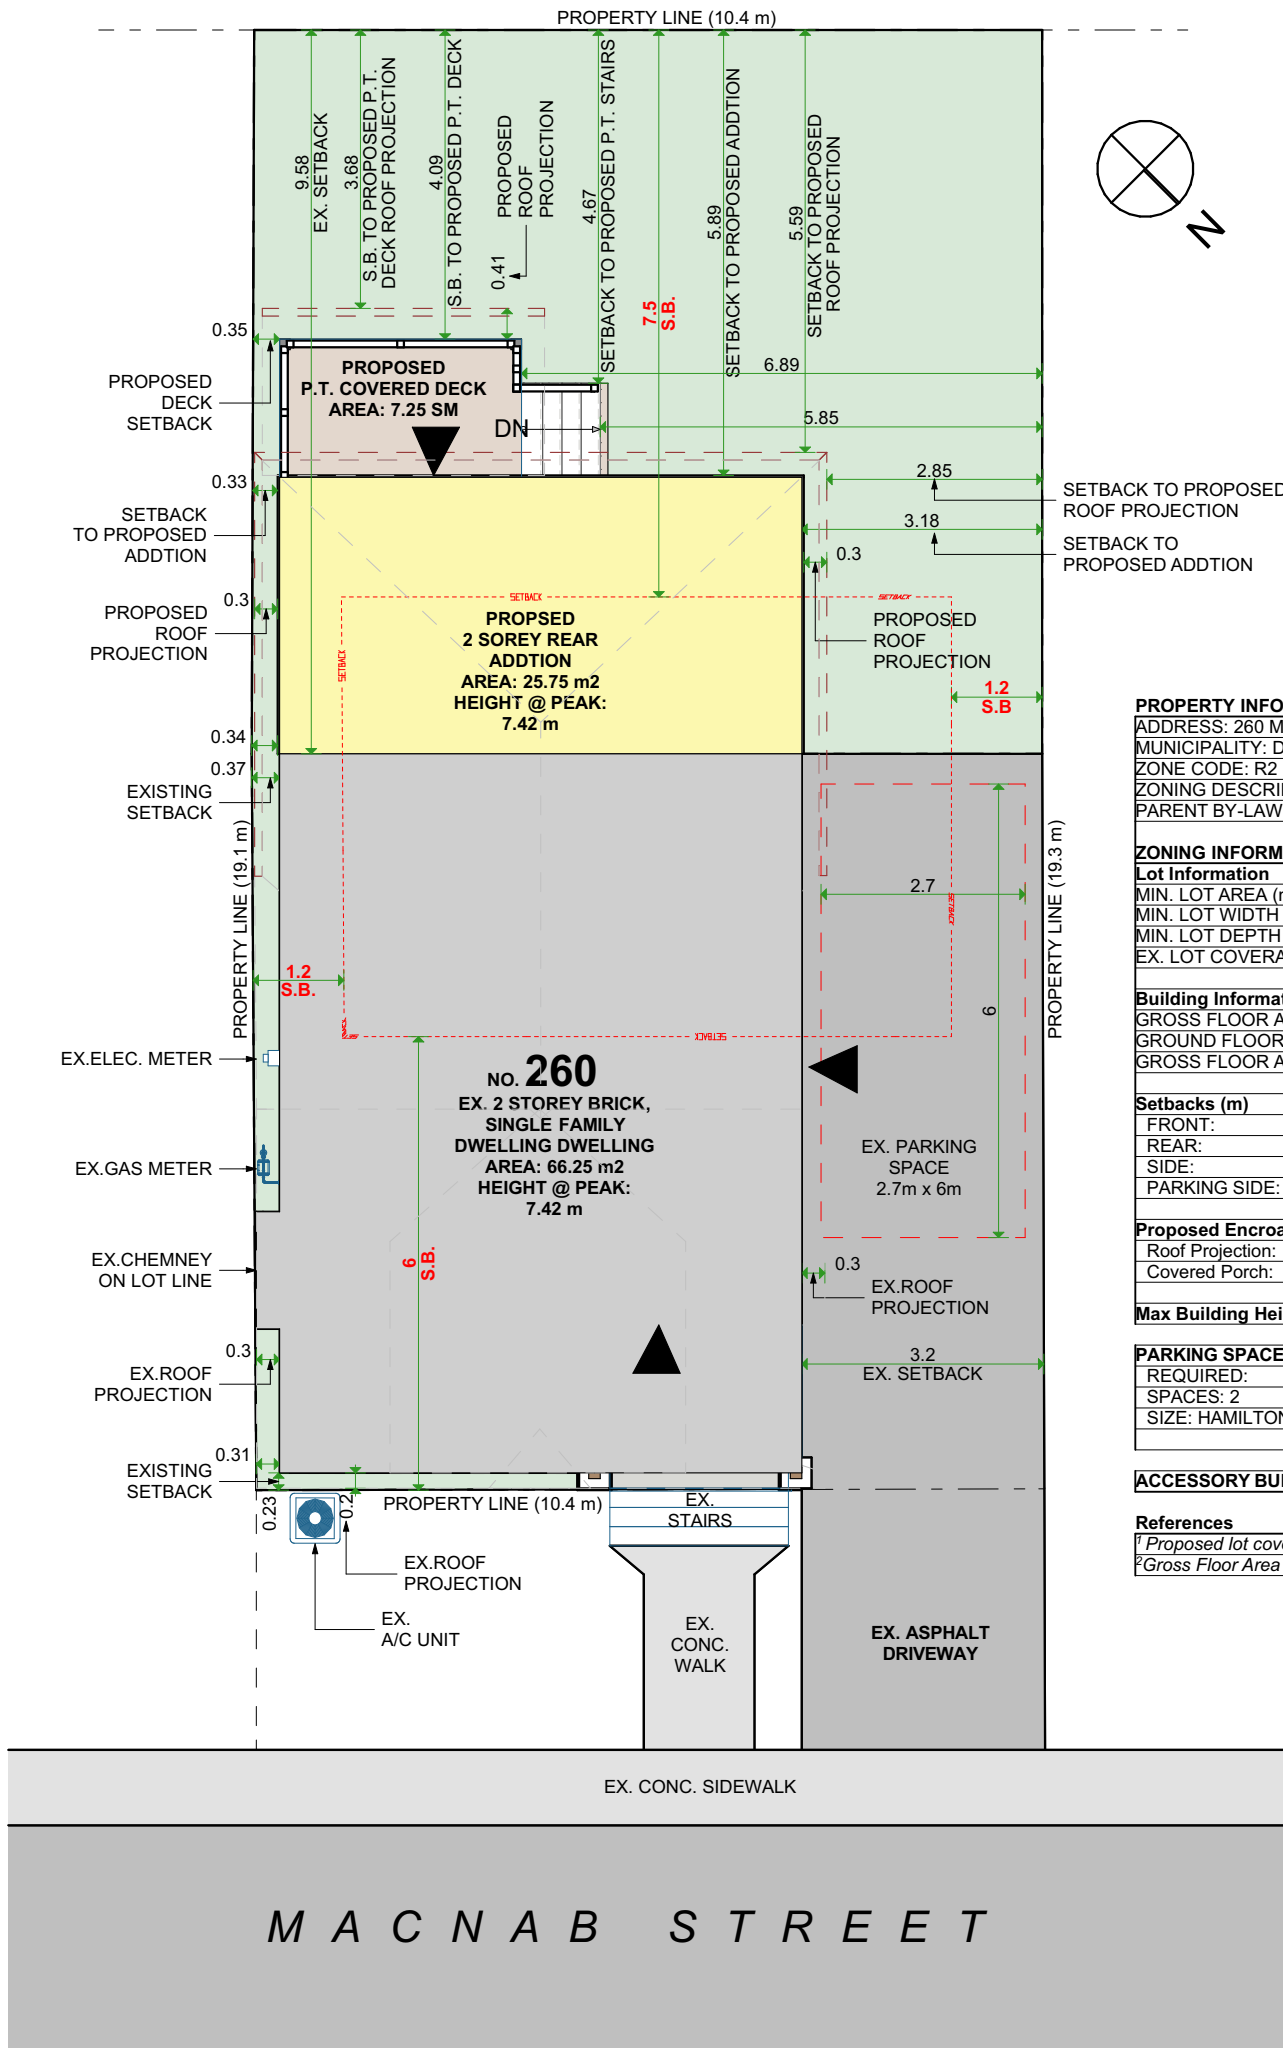 PROPERTY LINE (10.4 m)
9.58
EX. SETBACK
3.68
S.B. TO PROPOSED P.T.
DECK ROOF PROJECTION
4.09
S.B. TO PROPOSED P.T. DECK
PROPOSED
ROOF
PROJECTION
0.41
4.67
SETBACK TO PROPOSED P.T. STAIRS
7.5
S.B.
5.89
SETBACK TO PROPOSED ADDTION
5.59
SETBACK TO PROPOSED
ROOF PROJECTION
N
0.35
PROPOSED
DECK
SETBACK
PROPOSED
P.T. COVERED DECK
AREA: 7.25 SM
DN
6.89
5.85
2.85
SETBACK TO PROPOSED
ROOF PROJECTION
3.18
SETBACK TO
PROPOSED ADDTION
0.33
SETBACK
TO PROPOSED
ADDTION
0.3
PROPOSED
ROOF
PROJECTION
0.3
PROPOSED
ROOF
PROJECTION
SETBACK
SETBACK
SETBACK
PROPSED
2 SOREY REAR
ADDTION
AREA: 25.75 m2
HEIGHT @ PEAK:
7.42 m
1.2
S.B
0.34
0.37
EXISTING
SETBACK
PROPERTY LINE (19.1 m)
PROPERTY LINE (19.3 m)
2.7
SETBACK
6
1.2
S.B.
SETBACK
EX.ELEC. METER
NO. 260
EX. 2 STOREY BRICK,
SINGLE FAMILY
DWELLING DWELLING
AREA: 66.25 m2
HEIGHT @ PEAK:
7.42 m
EX. PARKING
SPACE
2.7m x 6m
EX.GAS METER
EX.CHEMNEY
ON LOT LINE
6
S.B.
0.3
EX.ROOF
PROJECTION
0.3
EX.ROOF
PROJECTION
3.2
EX. SETBACK
0.31
EXISTING
SETBACK
0.23
0.2
PROPERTY LINE (10.4 m)
EX.
STAIRS
EX.ROOF
PROJECTION
EX.
A/C UNIT
EX.
CONC.
WALK
EX. ASPHALT
DRIVEWAY
EX. CONC. SIDEWALK
MACNAB STREET
PROPERTY INFO
ADDRESS: 260 M
MUNICIPALITY: D
ZONE CODE: R2
ZONING DESCRI
PARENT BY-LAW
ZONING INFORM
Lot Information
MIN. LOT AREA (
MIN. LOT WIDTH
MIN. LOT DEPTH
EX. LOT COVERA
Building Informat
GROSS FLOOR A
GROUND FLOOR
GROSS FLOOR A
Setbacks (m)
FRONT:
REAR:
SIDE:
PARKING SIDE:
Proposed Encroa
Roof Projection:
Covered Porch:
Max Building Hei
PARKING SPACE
REQUIRED:
SPACES: 2
SIZE: HAMILTON
ACCESSORY BUI
References
1 Proposed lot cov
2 Gross Floor Area